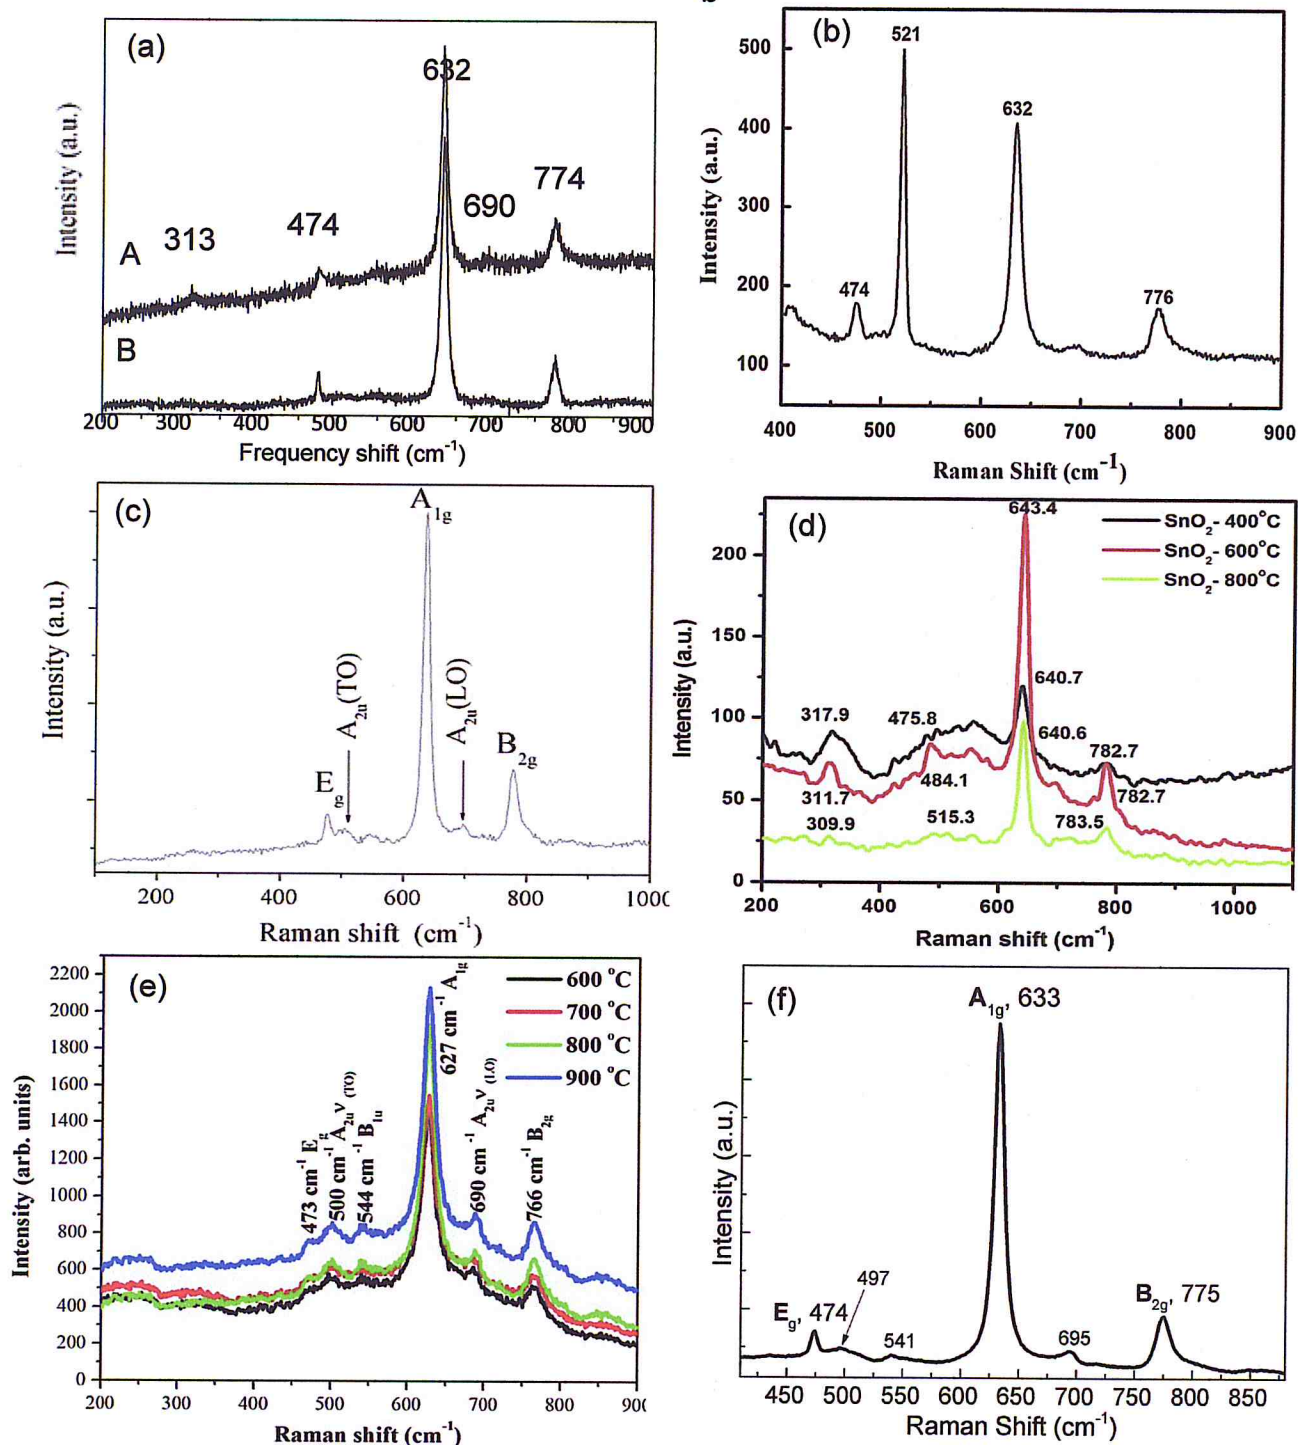 (a)
632
774
690
474
313
A
B
Intensity (a.u.)
200 300 400 500 600 700 800 900
Frequency shift (cm-1)
(b)
521
632
474
776
500
400
300
200
100
Intensity (a.u.)
400 500 600 700 800 900
Raman Shift (cm-1)
(c)
A1g
A2u(TO)
A2u(LO)
Eg
B2g
Intensity (a.u.)
200 400 600 800
Raman shift (cm-1)
(d)
643.4
SnO2- 400°C
SnO2- 600°C
SnO2- 800°C
640.7
317.9
475.8
640.6
782.7
484.1
782.7
311.7
309.9
515.3
783.5
200
150
100
50
0
Intensity (a.u.)
200 400 600 800 1000
Raman shift (cm-1)
(e)
600 °C
700 °C
800 °C
900 °C
473 cm-1 Eg
500 cm-1 A2uν (TO)
544 cm-1 B1u
627 cm-1 A1g
690 cm-1 A2uν (LO)
766 cm-1 B2g
2200
2000
1800
1600
1400
1200
1000
800
600
400
200
0
Intensity (arb. units)
200 300 400 500 600 700 800 900
Raman shift (cm-1)
(f)
A1g, 633
Eg, 474
497
541
695
B2g, 775
Intensity (a.u.)
450 500 550 600 650 700 750 800 850
Raman Shift (cm-1)